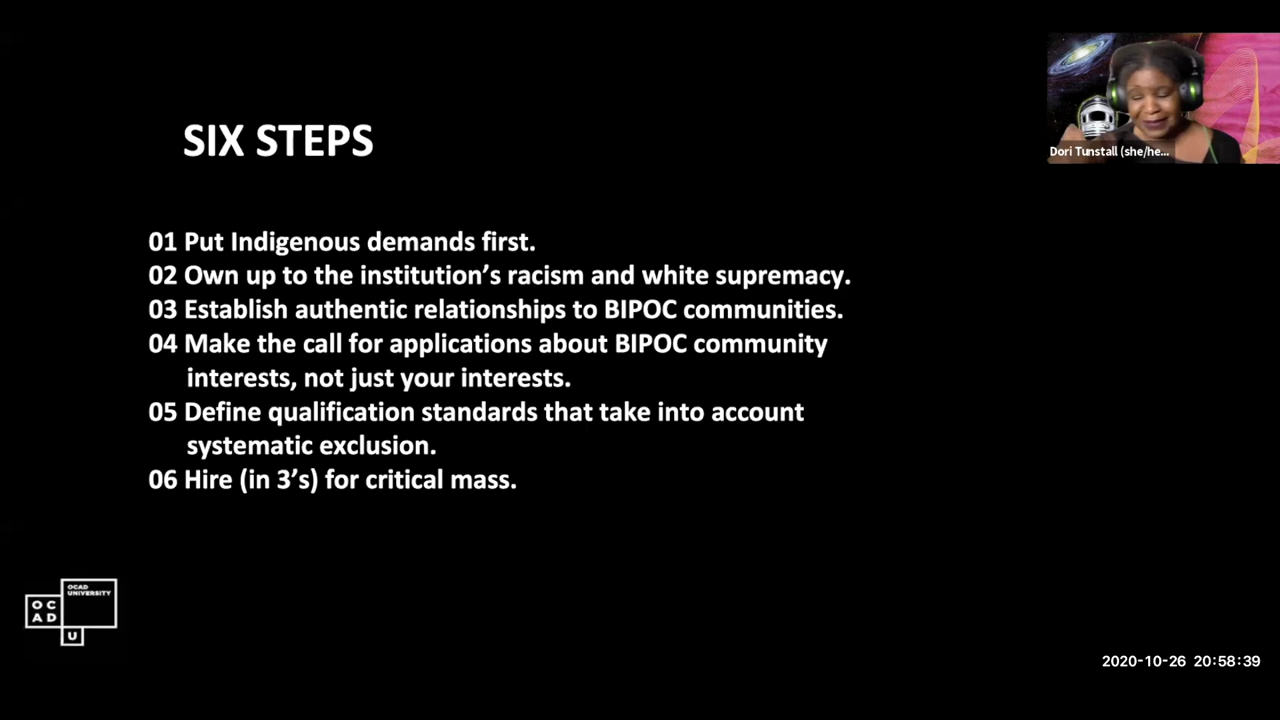 Dori Tunstall (she/he...
SIX STEPS
01 Put Indigenous demands first.
02 Own up to the institution’s racism and white supremacy.
03 Establish authentic relationships to BIPOC communities.
04 Make the call for applications about BIPOC community
interests, not just your interests.
05 Define qualification standards that take into account
systematic exclusion.
06 Hire (in 3’s) for critical mass.
OCAD
UNIVERSITY
OC
AD
U
2020-10-26 20:58:39